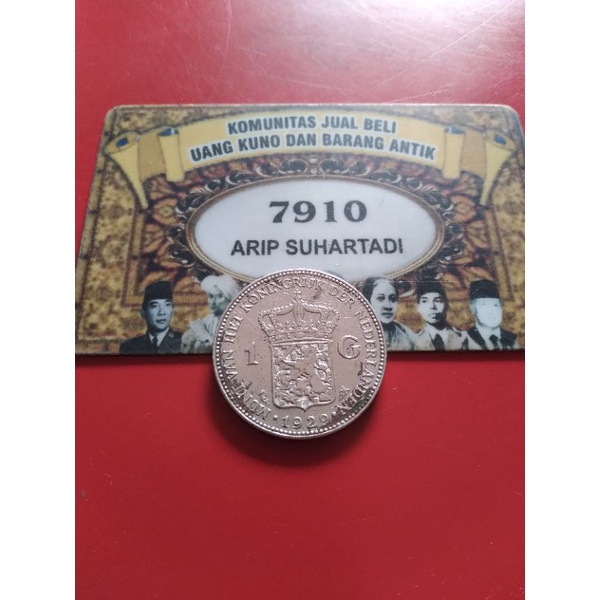 KOMUNITAS JUAL BELI
UANG KUNO DAN BARANG ANTIK
7910
ARIP SUHARTADI
MUNT VAN HET KONINGRIJK DER NEDERLANDEN
1 G
1929